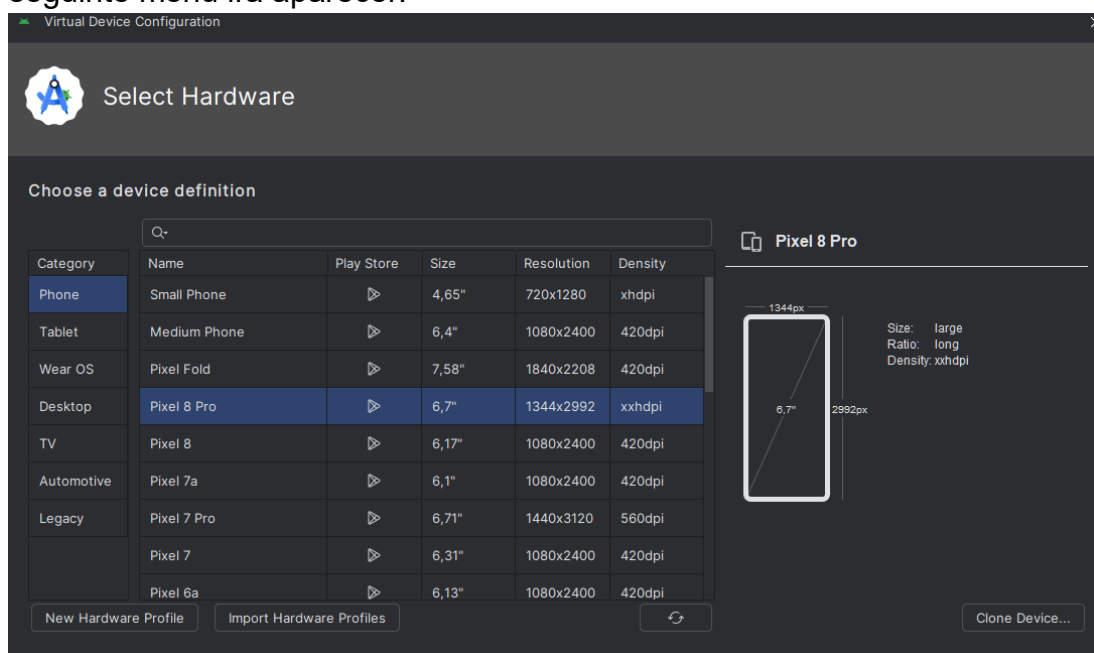 seguinte menu irá aparecer:
Virtual Device Configuration
Select Hardware
Choose a device definition
Category Name Play Store Size Resolution Density
Phone Small Phone 4,65" 720x1280 xhdpi
Tablet Medium Phone 6,4" 1080x2400 420dpi
Wear OS Pixel Fold 7,58" 1840x2208 420dpi
Desktop Pixel 8 Pro 6,7" 1344x2992 xxhdpi
TV Pixel 8 6,17" 1080x2400 420dpi
Automotive Pixel 7a 6,1" 1080x2400 420dpi
Legacy Pixel 7 Pro 6,71" 1440x3120 560dpi
Pixel 7 6,31" 1080x2400 420dpi
Pixel 6a 6,13" 1080x2400 420dpi
New Hardware Profile Import Hardware Profiles
Pixel 8 Pro
1344px
Size: large
Ratio: long
Density: xxhdpi
6,7" 2992px
Clone Device...